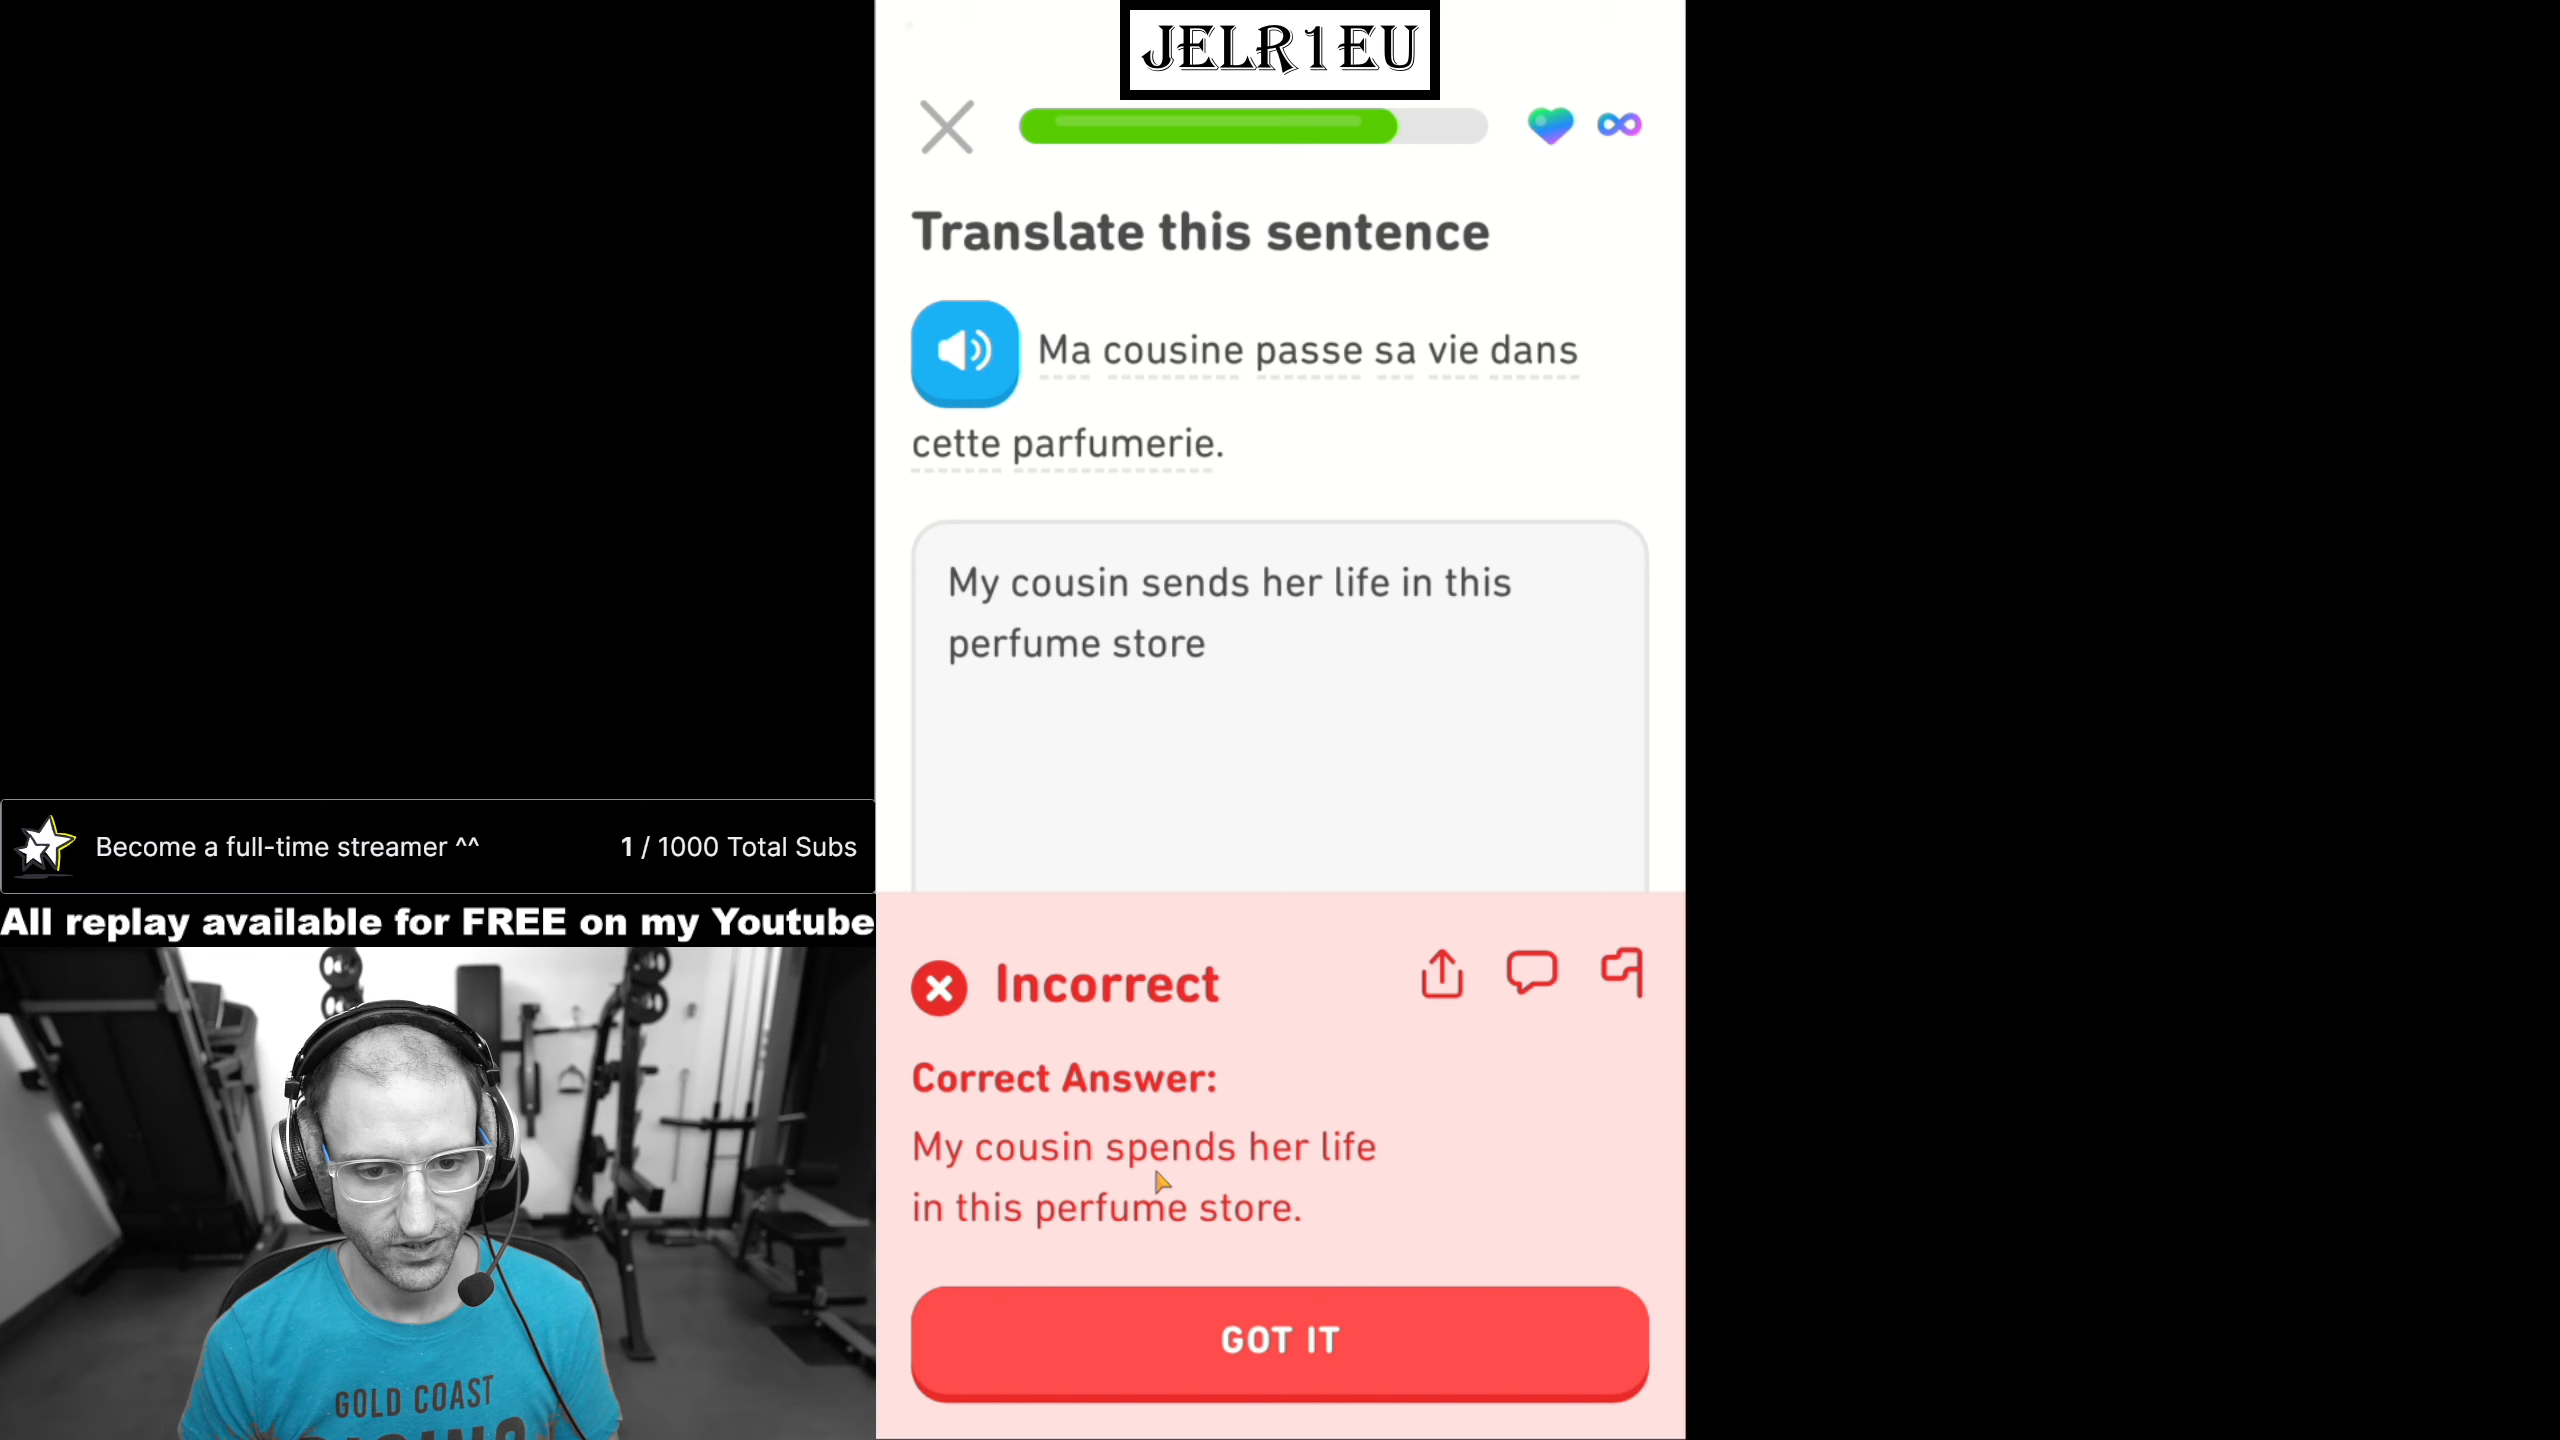 JELR1EU
Translate this sentence
Ma cousine passe sa vie dans
cette parfumerie.
My cousin sends her life in this
perfume store
Become a full-time streamer ^^
1 / 1000 Total Subs
All replay available for FREE on my Youtube
GOLD COAST
Incorrect
Correct Answer:
My cousin spends her life
in this perfume store.
GOT IT